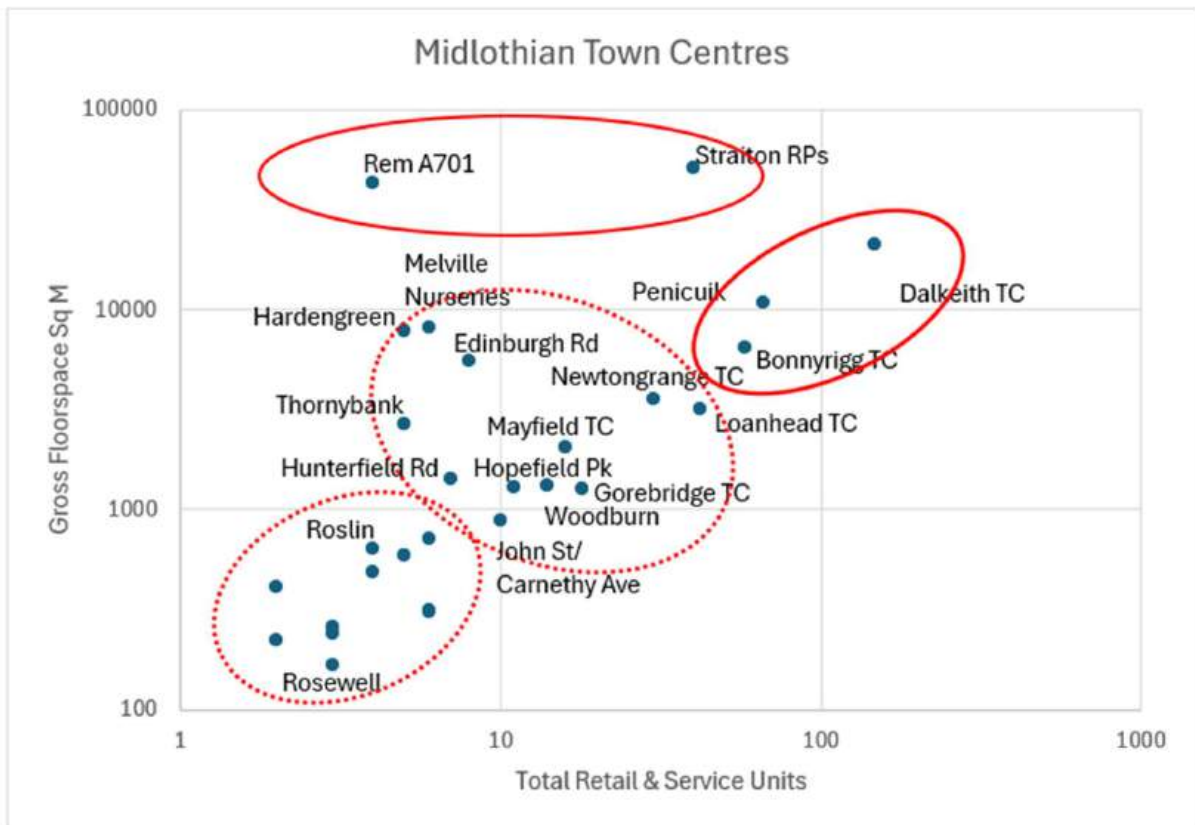 Midlothian Town Centres
100000
Rem A701
Straiton RPs
Melville
Nurseries
Penicuik
Dalkeith TC
10000
Hardengreen
Edinburgh Rd
Bonnyrigg TC
Newtongrange TC
Thornybank
Loanhead TC
Mayfield TC
Hunterfield Rd
Hopefield Pk
Gorebridge TC
1000
Roslin
Woodburn
John St/
Carnethy Ave
Rosewell
100
1
10
100
1000
Gross Floorspace Sq M
Total Retail & Service Units